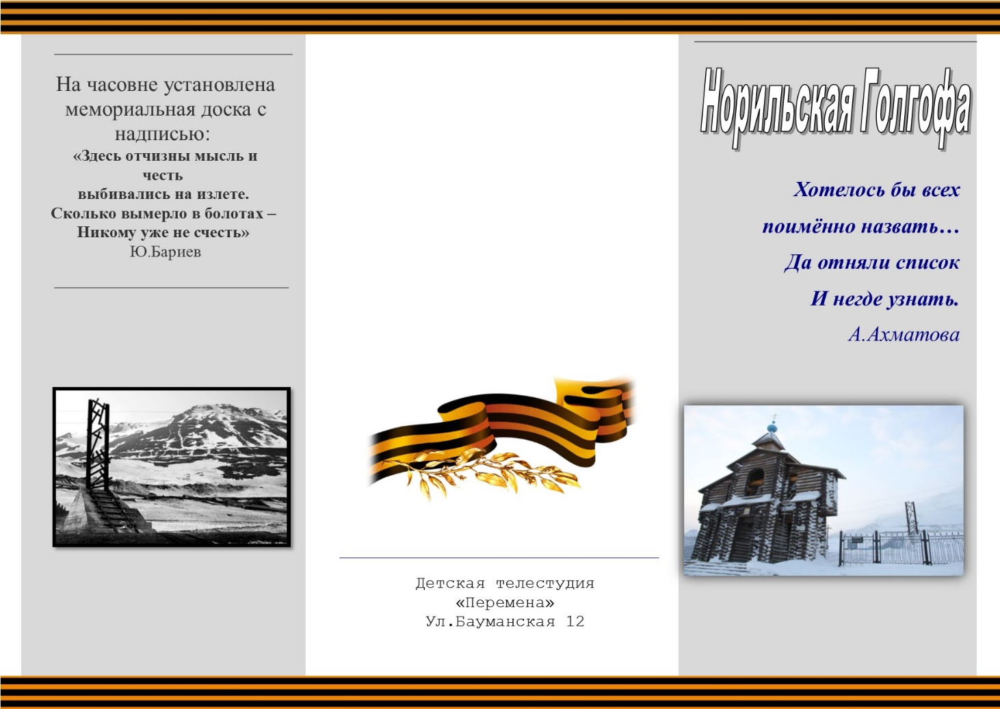 На часовне установлена
мемориальная доска с
надписью:
«Здесь отчизны мысль и
честь
выбивались на излете.
Сколько вымерло в болотах –
Никому уже не счесть»
Ю.Бариев
Детская телестудия
«Перемена»
Ул.Бауманская 12
Норильская Голгофа
Хотелось бы всех
поимённо назвать…
Да отняли список
И негде узнать.
А.Ахматова